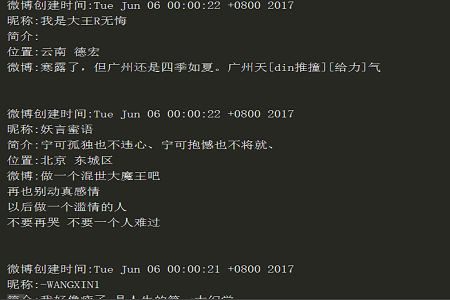 微博创建时间:Tue Jun 06 00:00:22 +0800 2017
昵称:我是大王R无悔
简介:
位置:云南 德宏
微博:寒露了，但广州还是四季如夏。广州天[din推撞][给力]气
微博创建时间:Tue Jun 06 00:00:22 +0800 2017
昵称:妖言蜜语
简介:宁可孤独也不违心、宁可抱憾也不将就、
位置:北京 东城区
微博:做一个混世大魔王吧
再也别动真感情
以后做一个滥情的人
不要再哭 不要一个人难过
微博创建时间:Tue Jun 06 00:00:21 +0800 2017
昵称:-WANGXIN1